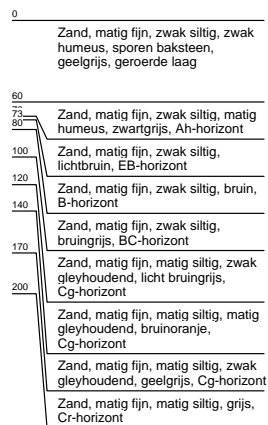 0
Zand, matig fijn, zwak siltig, zwak
humeus, sporen baksteen,
geelgrijs, geroerde laag
60
Zand, matig fijn, zwak siltig, matig
humeus, zwartgrijs, Ah-horizont
73
Zand, matig fijn, zwak siltig,
lichtbruin, EB-horizont
80
Zand, matig fijn, zwak siltig, bruin,
B-horizont
100
Zand, matig fijn, zwak siltig,
bruingrijs, BC-horizont
120
Zand, matig fijn, matig siltig, zwak
gleyhoudend, licht bruingrijs,
Cg-horizont
140
Zand, matig fijn, matig siltig, matig
gleyhoudend, bruinoranje,
Cg-horizont
170
Zand, matig fijn, matig siltig, zwak
gleyhoudend, geelgrijs, Cg-horizont
200
Zand, matig fijn, matig siltig, grijs,
Cr-horizont